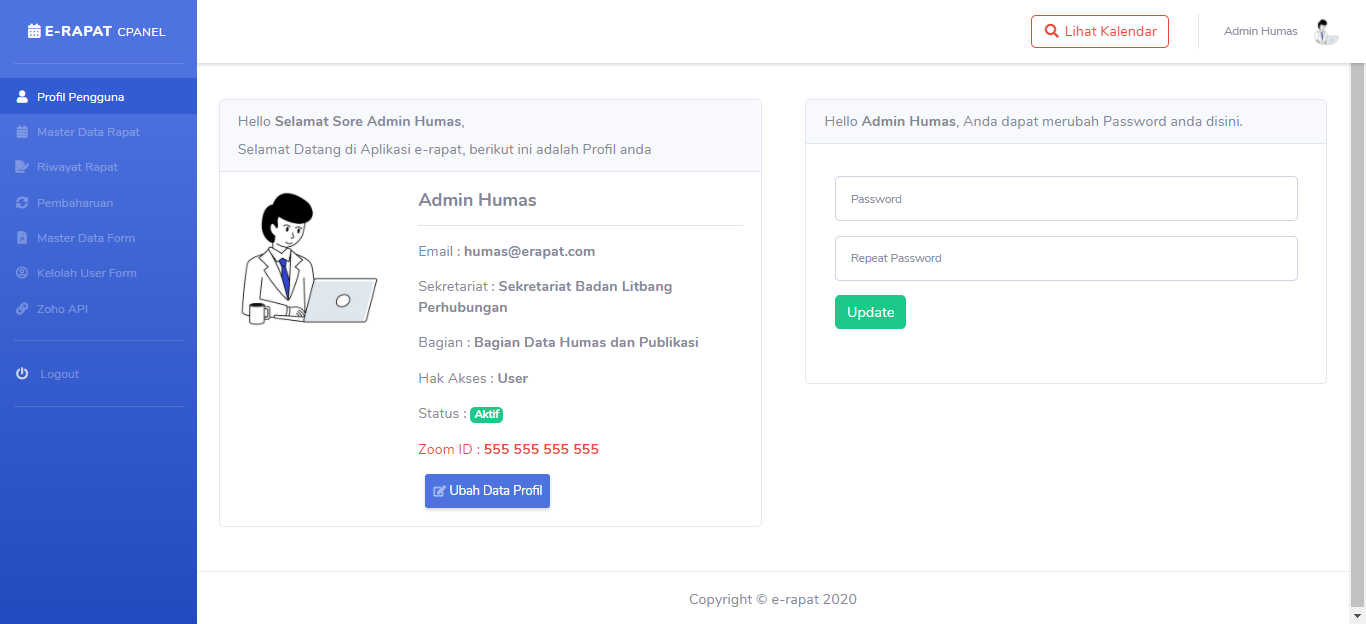 E-RAPAT CPANEL
Lihat Kalendar
Admin Humas
Profil Pengguna
Master Data Rapat
Riwayat Rapat
Pembaharuan
Master Data Form
Kelolah User Form
Zoho API
Logout
Hello Selamat Sore Admin Humas,
Selamat Datang di Aplikasi e-rapat, berikut ini adalah Profil anda
Admin Humas
Email : humas@erapat.com
Sekretariat : Sekretariat Badan Litbang
Perhubungan
Bagian : Bagian Data Humas dan Publikasi
Hak Akses : User
Status : Aktif
Zoom ID : 555 555 555 555
Ubah Data Profil
Hello Admin Humas, Anda dapat merubah Password anda disini.
Password
Repeat Password
Update
Copyright © e-rapat 2020